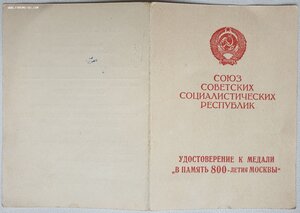 СОЮЗ
СОВЕТСКИХ
СОЦИАЛИСТИЧЕСКИХ
РЕСПУБЛИК
УДОСТОВЕРЕНИЕ К МЕДАЛИ
„В ПАМЯТЬ 800-ЛЕТИЯ МОСКВЫ“